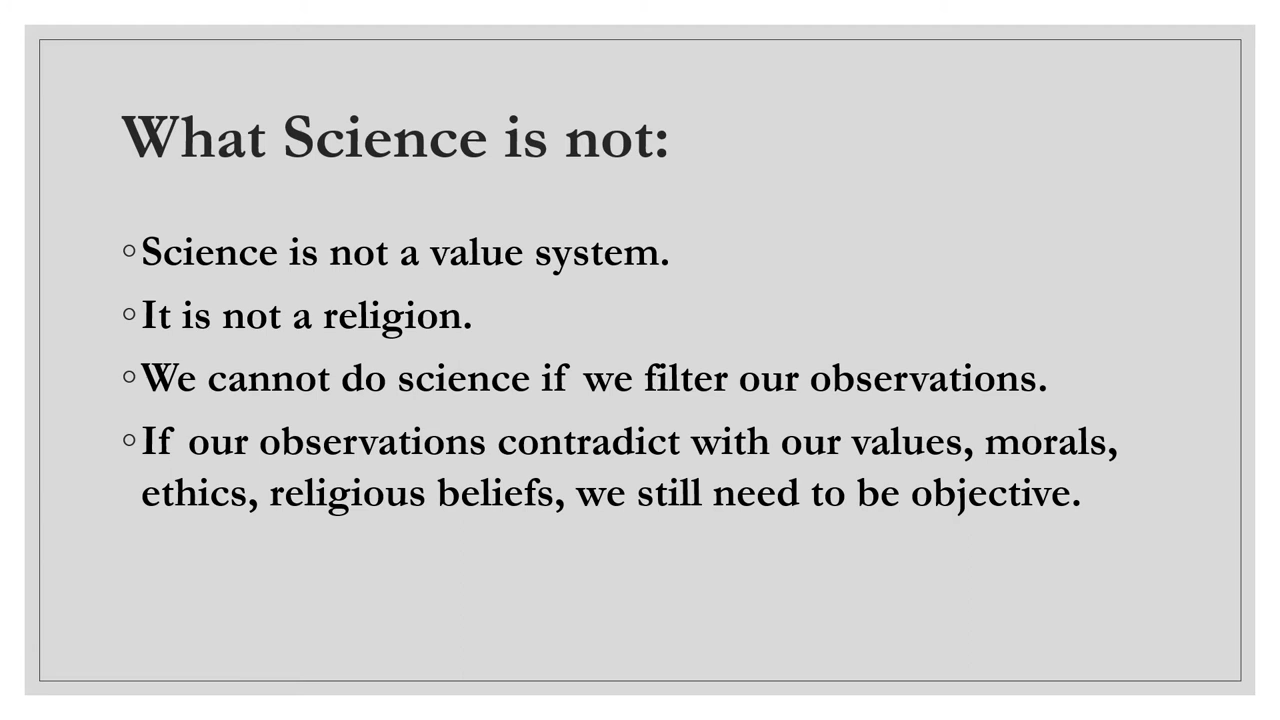 What Science is not:
◦Science is not a value system.
◦It is not a religion.
◦We cannot do science if we filter our observations.
◦If our observations contradict with our values, morals,
ethics, religious beliefs, we still need to be objective.